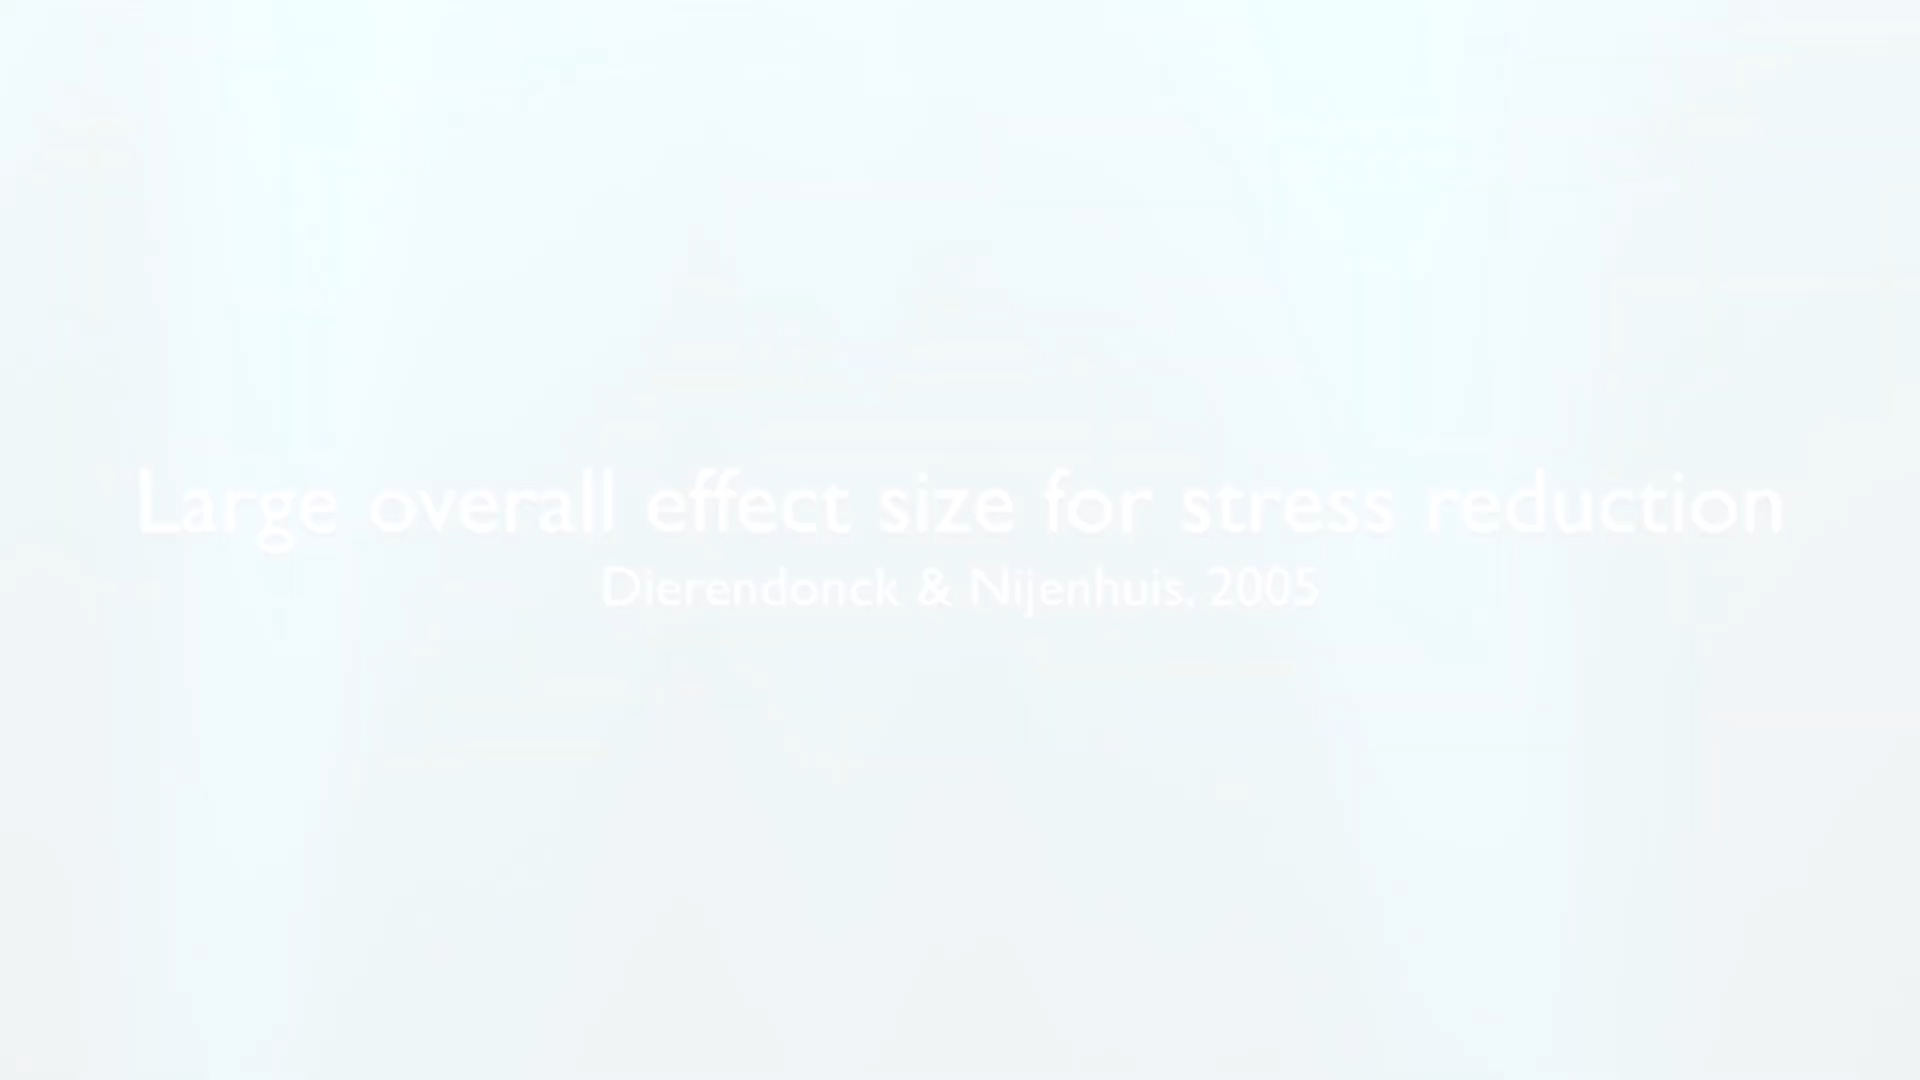 Large overall effect size for stress reduction
Dierendonck & Nijenhuis, 2005